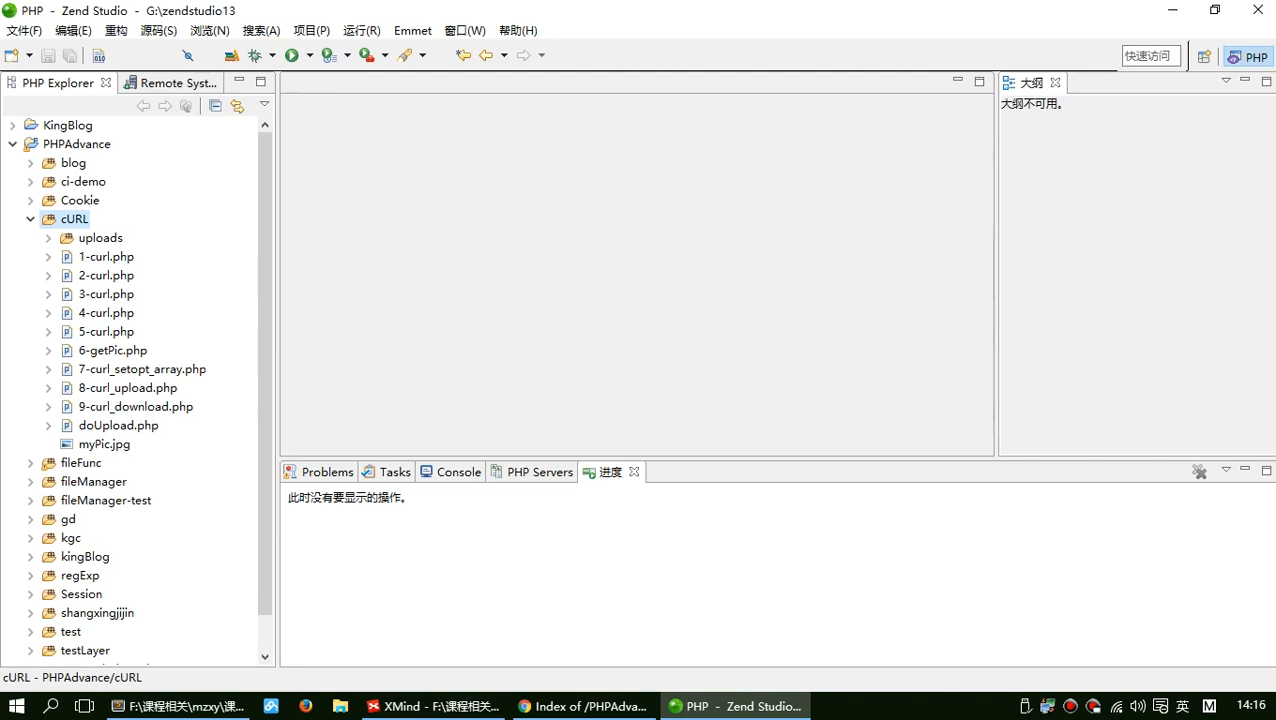 PHP - Zend Studio - G:\zendstudio13
文件(F) 编辑(E) 重构 源码(S) 浏览(N) 搜索(A) 项目(P) 运行(R) Emmet 窗口(W) 帮助(H)
快速访问 PHP
PHP Explorer Remote Syst... 大纲
大纲不可用。
KingBlog
PHPAdvance
blog
ci-demo
Cookie
cURL
uploads
1-curl.php
2-curl.php
3-curl.php
4-curl.php
5-curl.php
6-getPic.php
7-curl_setopt_array.php
8-curl_upload.php
9-curl_download.php
doUpload.php
myPic.jpg
fileFunc
fileManager
fileManager-test
gd
kgc
kingBlog
regExp
Session
shangxingjijin
test
testLayer
Problems Tasks Console PHP Servers 进度
此时没有要显示的操作。
cURL - PHPAdvance/cURL
F:\课程相关\mzxy\课... XMind - F:\课程相关... Index of /PHPAdva... PHP - Zend Studio... 英 M 14:16